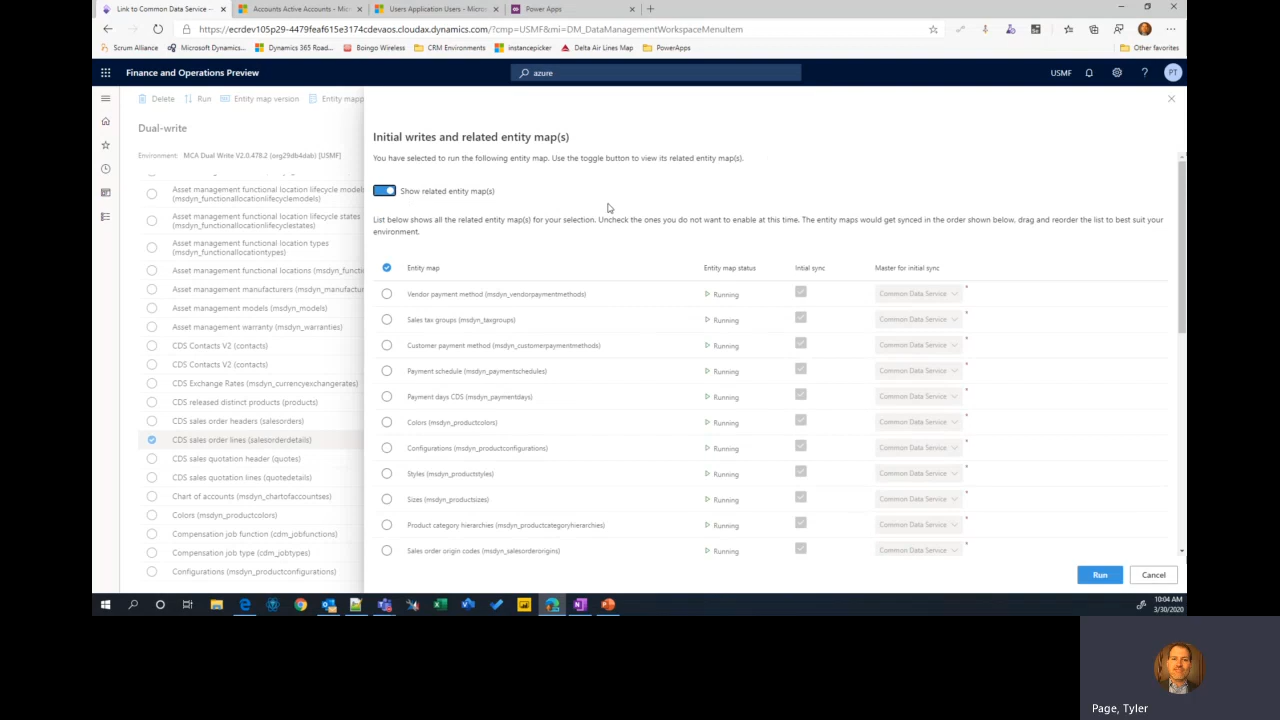 Link to Common Data Service —
Accounts Active Accounts - Micr
Users Application Users - Microso
Power Apps
https://ecrdev105p29-4479feaf615e3174cdevaos.cloudax.dynamics.com/?cmp=USMF&mi=DM_DataManagementWorkspaceMenuItem
Scrum Alliance
Microsoft Dynamics...
Dynamics 365 Road...
Boingo Wireless
CRM Environments
instancepicker
Delta Air Lines Map
PowerApps
Other favorites
Finance and Operations Preview
azure
USMF
?
PT
Delete
Run
Entity map version
Entity mapp
Dual-write
Environment: MCA Dual Write V2.0.478.2 (org29db4dab) [USMF]
Asset management functional location lifecycle models
(msdyn_functionallocationlifecyclemodels)
Asset management functional location lifecycle states
(msdyn_functionallocationlifecyclestates)
Asset management functional location types
(msdyn_functionallocationtypes)
Asset management functional locations (msdyn_functio
Asset management manufacturers (msdyn_manufactur
Asset management models (msdyn_models)
Asset management warranty (msdyn_warranties)
CDS Contacts V2 (contacts)
CDS Contacts V2 (contacts)
CDS Exchange Rates (msdyn_currencyexchangerates)
CDS released distinct products (products)
CDS sales order headers (salesorders)
CDS sales order lines (salesorderdetails)
CDS sales quotation header (quotes)
CDS sales quotation lines (quotedetails)
Chart of accounts (msdyn_chartofaccountses)
Colors (msdyn_productcolors)
Compensation job function (cdm_jobfunctions)
Compensation job type (cdm_jobtypes)
Configurations (msdyn_productconfigurations)
Initial writes and related entity map(s)
You have selected to run the following entity map. Use the toggle button to view its related entity map(s).
Show related entity map(s)
List below shows all the related entity map(s) for your selection. Uncheck the ones you do not want to enable at this time. The entity maps would get synced in the order shown below, drag and reorder the list to best suit your
environment.
Entity map Entity map status Intial sync Master for initial sync
Vendor payment method (msdyn_vendorpaymentmethods) Running Common Data Service *
Sales tax groups (msdyn_taxgroups) Running Common Data Service *
Customer payment method (msdyn_customerpaymentmethods) Running Common Data Service *
Payment schedule (msdyn_paymentschedules) Running Common Data Service *
Payment days CDS (msdyn_paymentdays) Running Common Data Service *
Colors (msdyn_productcolors) Running Common Data Service *
Configurations (msdyn_productconfigurations) Running Common Data Service *
Styles (msdyn_productstyles) Running Common Data Service *
Sizes (msdyn_productsizes) Running Common Data Service *
Product category hierarchies (msdyn_productcategoryhierarchies) Running Common Data Service *
Sales order origin codes (msdyn_salesorderorigins) Running Common Data Service *
Run
Cancel
10:04 AM
3/30/2020
Page, Tyler